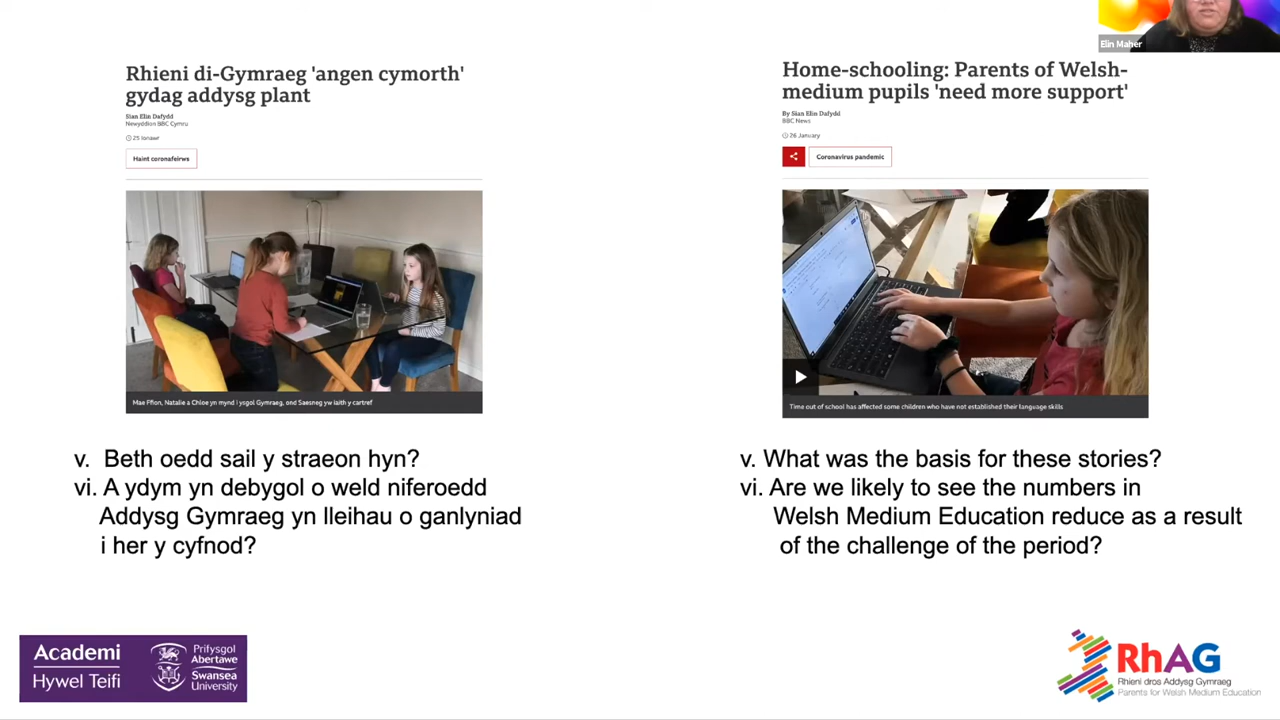 Elin Maher
Rhieni di-Gymraeg 'angen cymorth'
gydag addysg plant
Sian Elin Dafydd
Newyddion BBC Cymru
25 Ionawr
Haint coronafeirws
Mae Ffion, Natalie a Chloe yn mynd i ysgol Gymraeg, ond Saesneg yw iaith y cartref
v. Beth oedd sail y straeon hyn?
vi. A ydym yn debygol o weld niferoedd
Addysg Gymraeg yn lleihau o ganlyniad
i her y cyfnod?
Home-schooling: Parents of Welsh-
medium pupils 'need more support'
By Sian Elin Dafydd
BBC News
26 January
Coronavirus pandemic
Time out of school has affected some children who have not established their language skills
v. What was the basis for these stories?
vi. Are we likely to see the numbers in
Welsh Medium Education reduce as a result
of the challenge of the period?
Academi
Hywel Teifi
Prifysgol
Abertawe
Swansea
University
RhAG
Rhieni dros Addysg Gymraeg
Parents for Welsh Medium Education